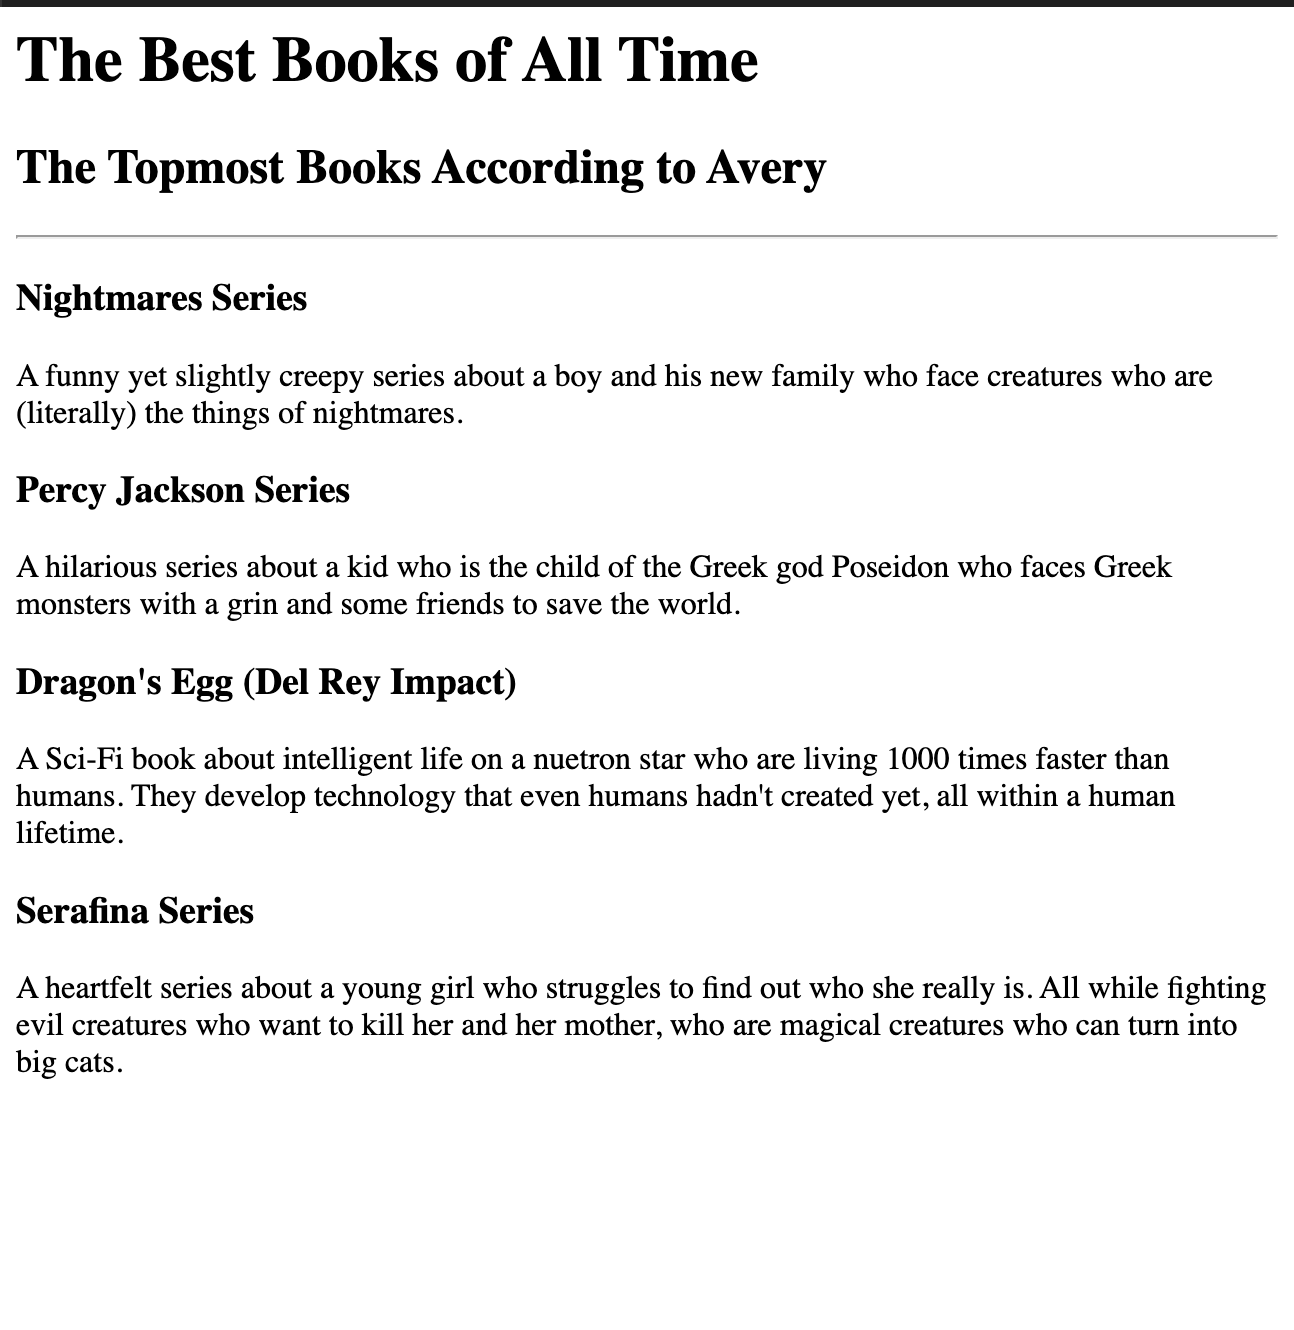 The Best Books of All Time
The Topmost Books According to Avery
Nightmares Series
A funny yet slightly creepy series about a boy and his new family who face creatures who are
(literally) the things of nightmares.
Percy Jackson Series
A hilarious series about a kid who is the child of the Greek god Poseidon who faces Greek
monsters with a grin and some friends to save the world.
Dragon's Egg (Del Rey Impact)
A Sci-Fi book about intelligent life on a nuetron star who are living 1000 times faster than
humans. They develop technology that even humans hadn't created yet, all within a human
lifetime.
Serafina Series
A heartfelt series about a young girl who struggles to find out who she really is. All while fighting
evil creatures who want to kill her and her mother, who are magical creatures who can turn into
big cats.